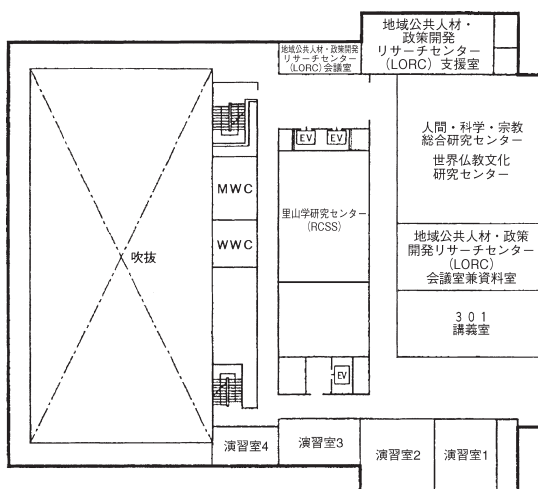 地域公共人材・
政策開発
リサーチセンター
（LORC）支援室
地域公共人材・政策開発
リサーチセンター
（LORC）会議室
EV
EV
人間・科学・宗教
総合研究センター
世界仏教文化
研究センター
MWC
里山学研究センター
（RCSS）
WWC
地域公共人材・政策
開発リサーチセンター
（LORC）
会議室兼資料室
吹抜
３０１
講義室
EV
演習室4
演習室3
演習室2
演習室1